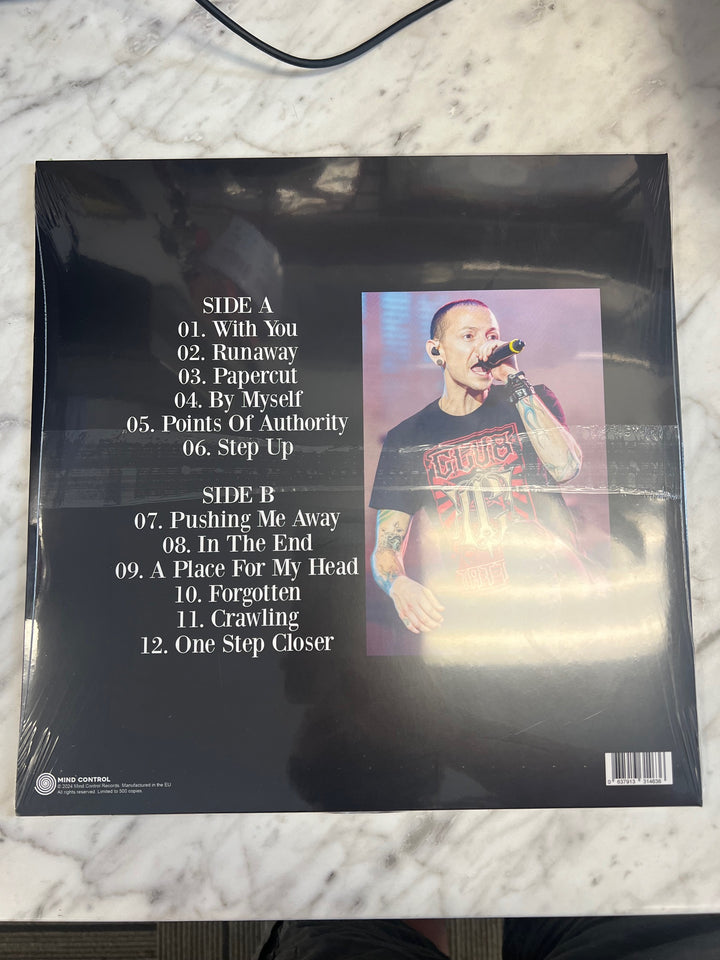 SIDE A
01. With You
02. Runaway
03. Papercut
04. By Myself
05. Points Of Authority
06. Step Up
SIDE B
07. Pushing Me Away
08. In The End
09. A Place For My Head
10. Forgotten
11. Crawling
12. One Step Closer
MIND CONTROL
© 2024 Mind Control Records. Manufactured in the EU
All rights reserved. Limited to 500 copies.
0 637913 314636